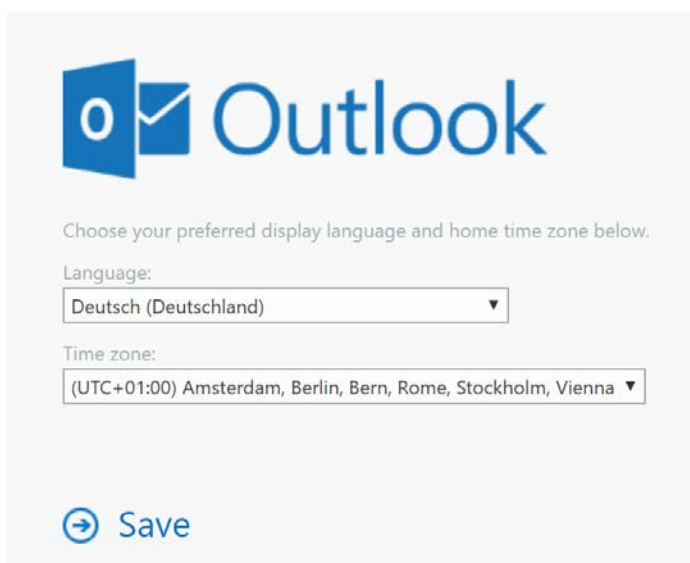 Outlook
Choose your preferred display language and home time zone below.
Language:
Deutsch (Deutschland)
Time zone:
(UTC+01:00) Amsterdam, Berlin, Bern, Rome, Stockholm, Vienna
Save